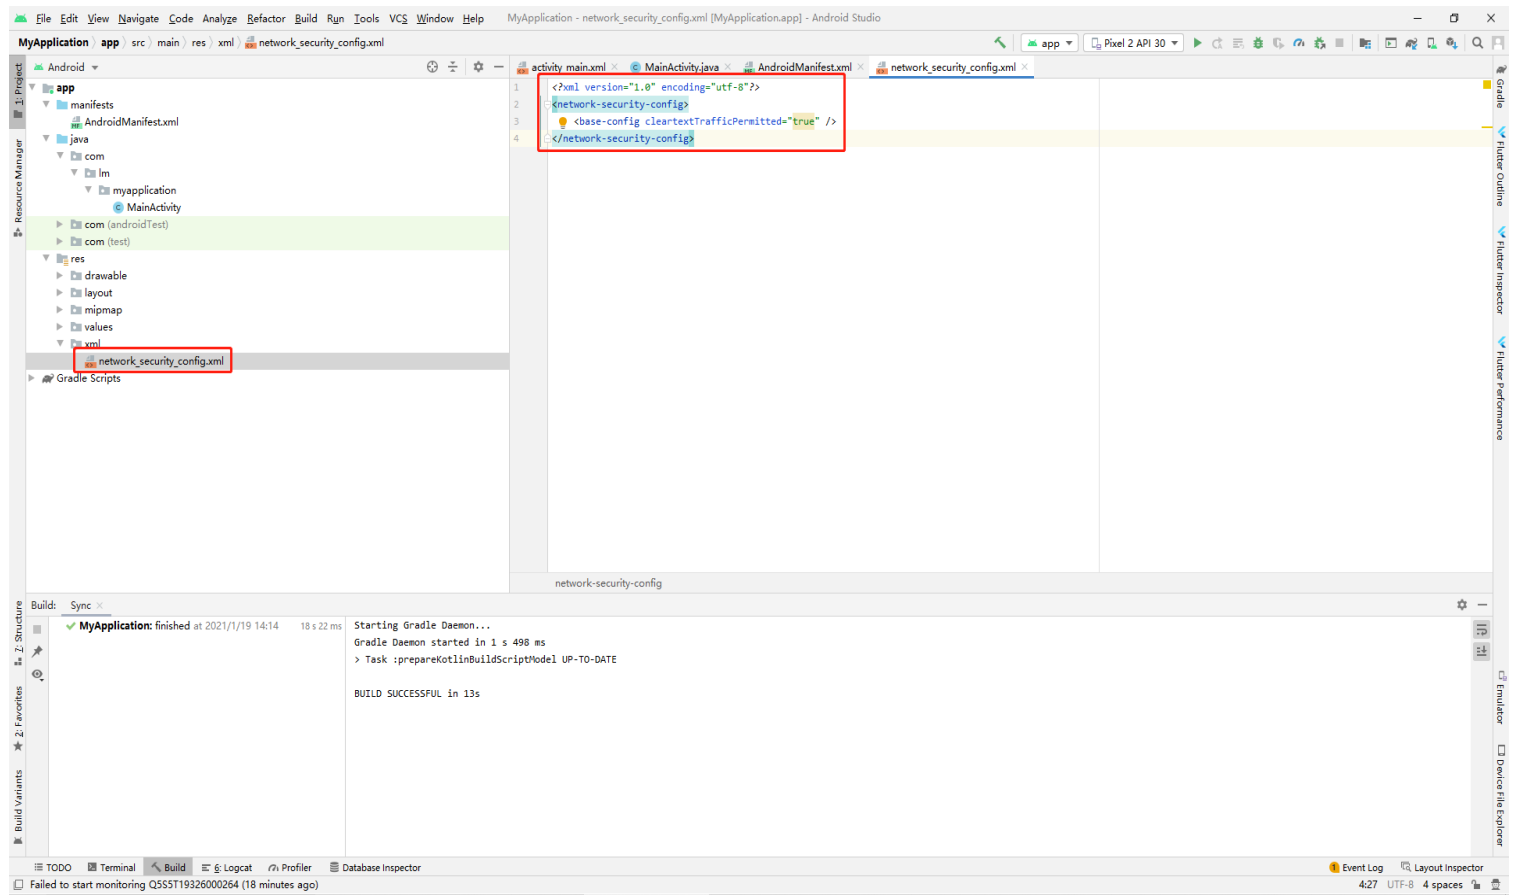 File Edit View Navigate Code Analyze Refactor Build Run Tools VCS Window Help MyApplication - network_security_config.xml [MyApplication.app] - Android Studio
MyApplication app src main res xml network_security_config.xml
app Pixel 2 API 30
Android
activity_main.xml MainActivity.java AndroidManifest.xml network_security_config.xml
1: Project
Resource Manager
app
manifests
AndroidManifest.xml
java
com
lm
myapplication
MainActivity
com (androidTest)
com (test)
res
drawable
layout
mipmap
values
xml
network_security_config.xml
Gradle Scripts
1 <?xml version="1.0" encoding="utf-8"?>
2 <network-security-config>
3 <base-config cleartextTrafficPermitted="true" />
4 </network-security-config>
network-security-config
Gradle
Flutter Outline
Flutter Inspector
Flutter Performance
Build: Sync
MyApplication: finished at 2021/1/19 14:14 18 s 22 ms
Starting Gradle Daemon...
Gradle Daemon started in 1 s 498 ms
> Task :prepareKotlinBuildScriptModel UP-TO-DATE
BUILD SUCCESSFUL in 13s
7: Structure
2: Favorites
Build Variants
Emulator
Device File Explorer
TODO Terminal Build 6: Logcat Profiler Database Inspector
1 Event Log Layout Inspector
Failed to start monitoring Q5S5T19326000264 (18 minutes ago)
4:27 UTF-8 4 spaces